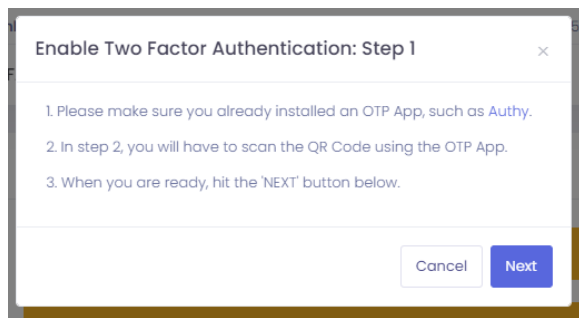 Enable Two Factor Authentication: Step 1
×
1. Please make sure you already installed an OTP App, such as Authy.
2. In step 2, you will have to scan the QR Code using the OTP App.
3. When you are ready, hit the 'NEXT' button below.
Cancel Next